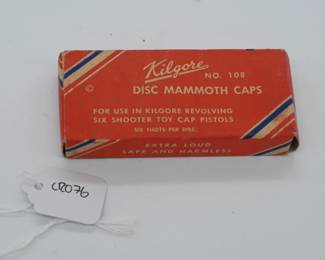 Kilgore NO. 108
© DISC MAMMOTH CAPS
FOR USE IN KILGORE REVOLVING
SIX SHOOTER TOY CAP PISTOLS
SIX SHOTS PER DISC.
EXTRA LOUD
SAFE AND HARMLESS
CR076